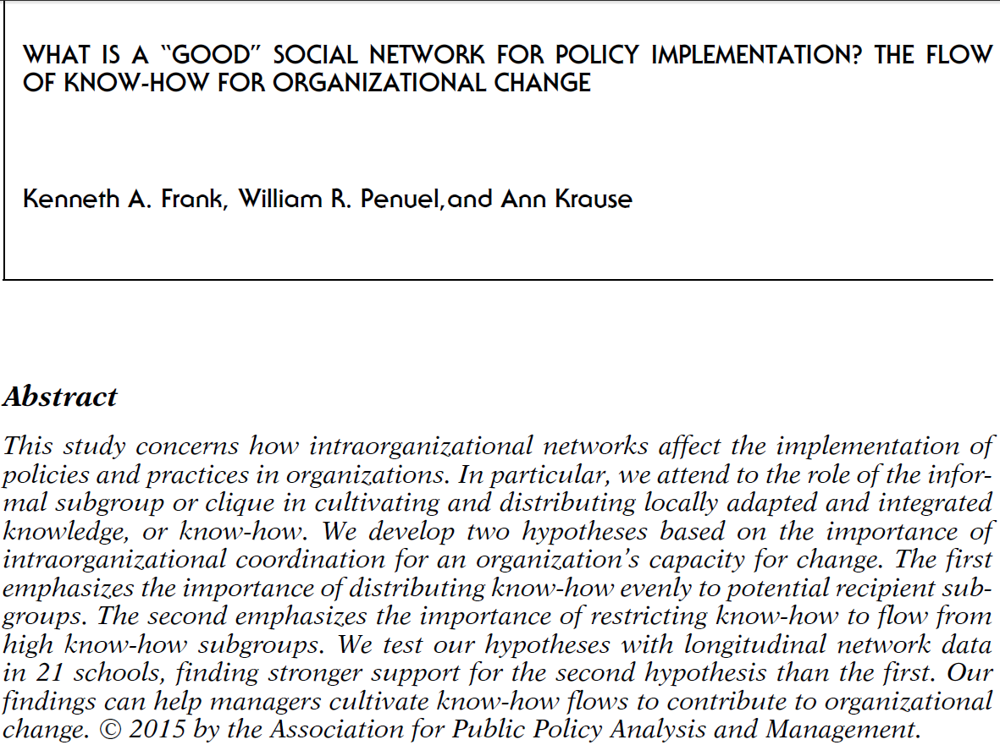 WHAT IS A “GOOD” SOCIAL NETWORK FOR POLICY IMPLEMENTATION? THE FLOW
OF KNOW-HOW FOR ORGANIZATIONAL CHANGE
Kenneth A. Frank, William R. Penuel,and Ann Krause
Abstract
This study concerns how intraorganizational networks affect the implementation of
policies and practices in organizations. In particular, we attend to the role of the infor-
mal subgroup or clique in cultivating and distributing locally adapted and integrated
knowledge, or know-how. We develop two hypotheses based on the importance of
intraorganizational coordination for an organization’s capacity for change. The first
emphasizes the importance of distributing know-how evenly to potential recipient sub-
groups. The second emphasizes the importance of restricting know-how to flow from
high know-how subgroups. We test our hypotheses with longitudinal network data
in 21 schools, finding stronger support for the second hypothesis than the first. Our
findings can help managers cultivate know-how flows to contribute to organizational
change. © 2015 by the Association for Public Policy Analysis and Management.